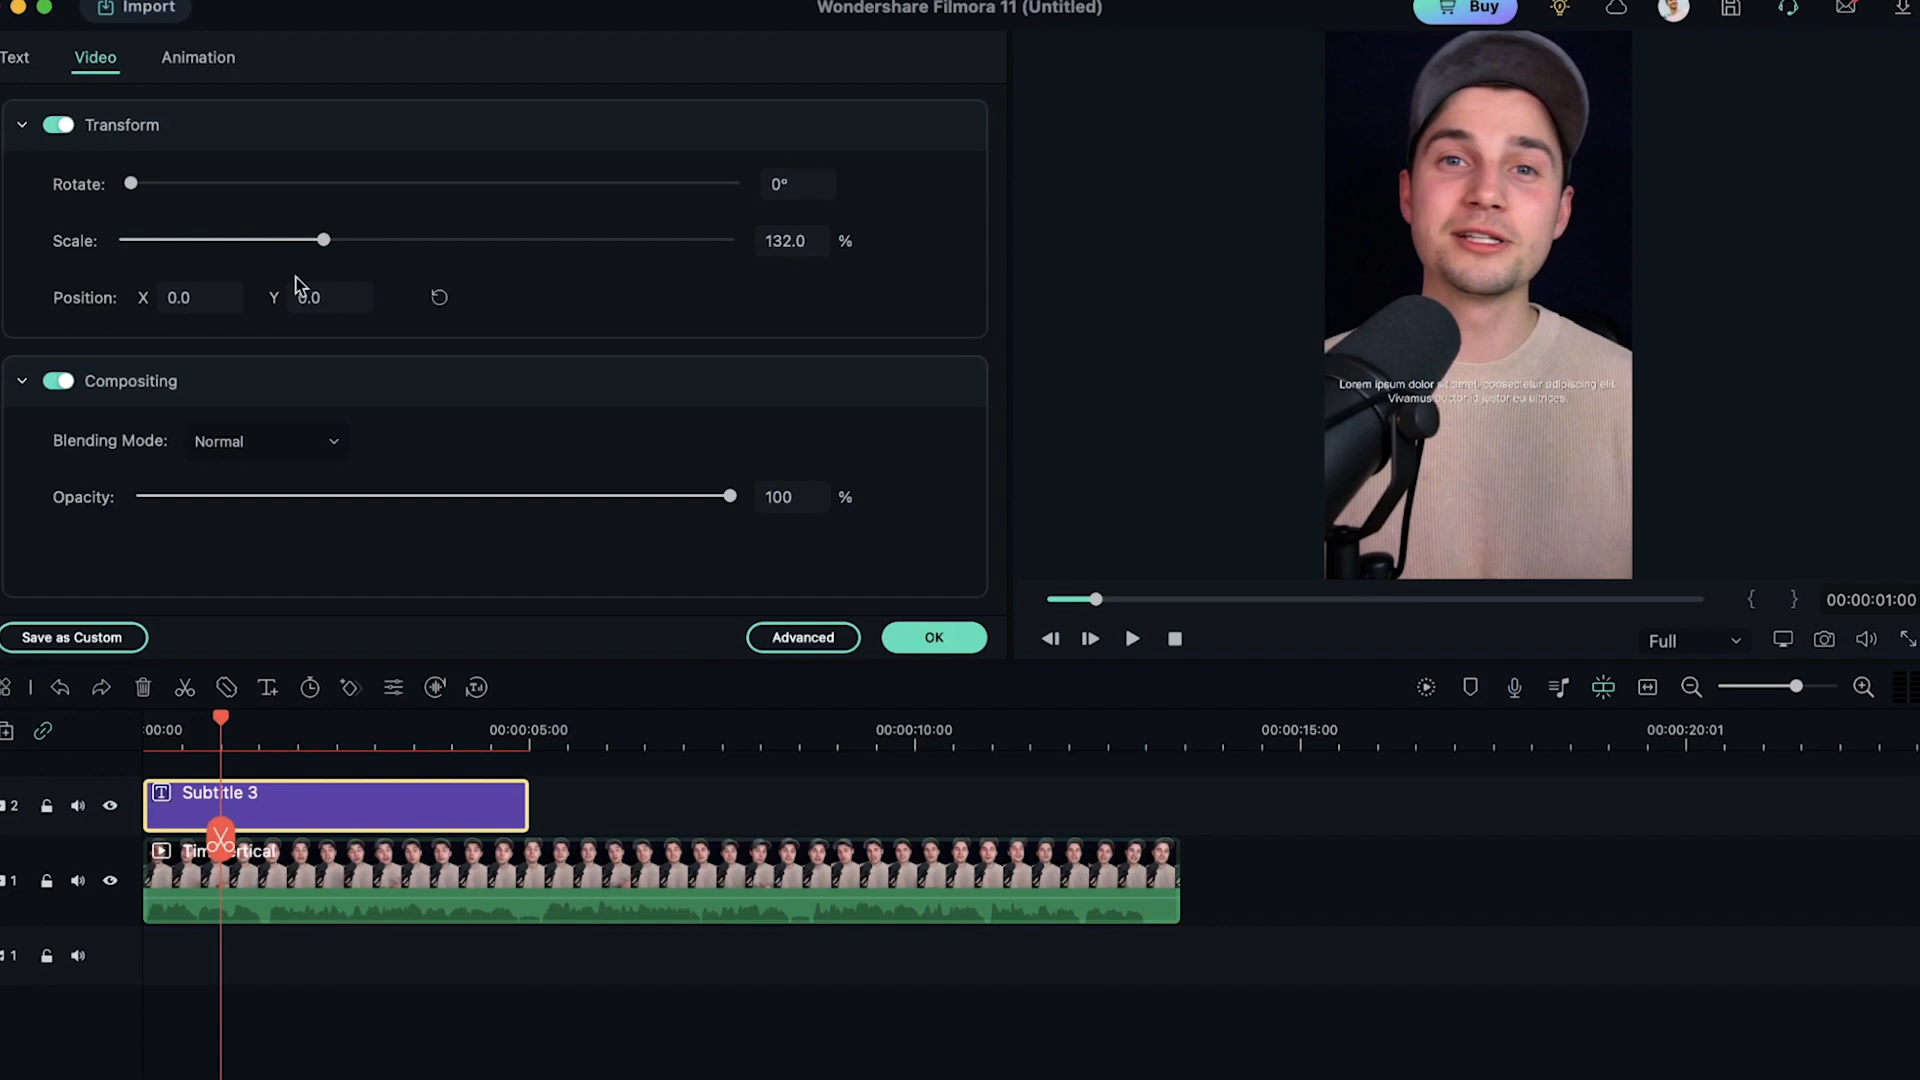 Import
Wondershare Filmora 11 (Untitled)
Buy
Text
Video
Animation
Transform
Rotate:
0°
Scale:
132.0
%
Position:
X
0.0
Y
0.0
Compositing
Blending Mode:
Normal
Opacity:
100
%
Save as Custom
Advanced
OK
Lorem ipsum dolor sit amet, consectetur adipiscing elit.
Vivamus auctor id justor eu ultrices.
{ }
00:00:01:00
Full
:00:00
00:00:05:00
00:00:10:00
00:00:15:00
00:00:20:01
2
Subtitle 3
1
1